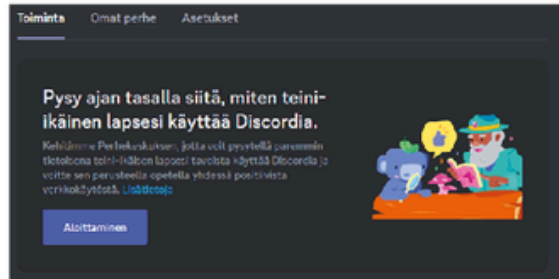 Toiminta Omat perhe Asetukset
Pysy ajan tasalla siitä, miten teini-
ikäinen lapsesi käyttää Discordia.
Kehitimme Perhekeskuksen, jotta voit pysytellä paremmin
tietoisena teini-ikäisen lapsesi tavoista käyttää Discordia ja
voitte sen perusteella opetella yhdessä positiivista
verkkokäytöstä. Lisätietoja
Aloittaminen